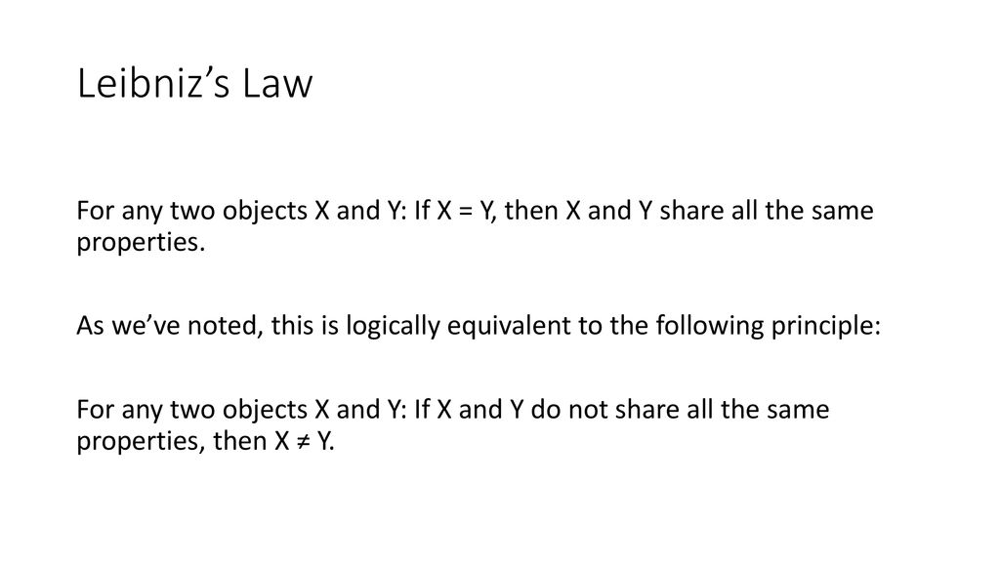 Leibniz’s Law
For any two objects X and Y: If X = Y, then X and Y share all the same
properties.
As we’ve noted, this is logically equivalent to the following principle:
For any two objects X and Y: If X and Y do not share all the same
properties, then X ≠ Y.